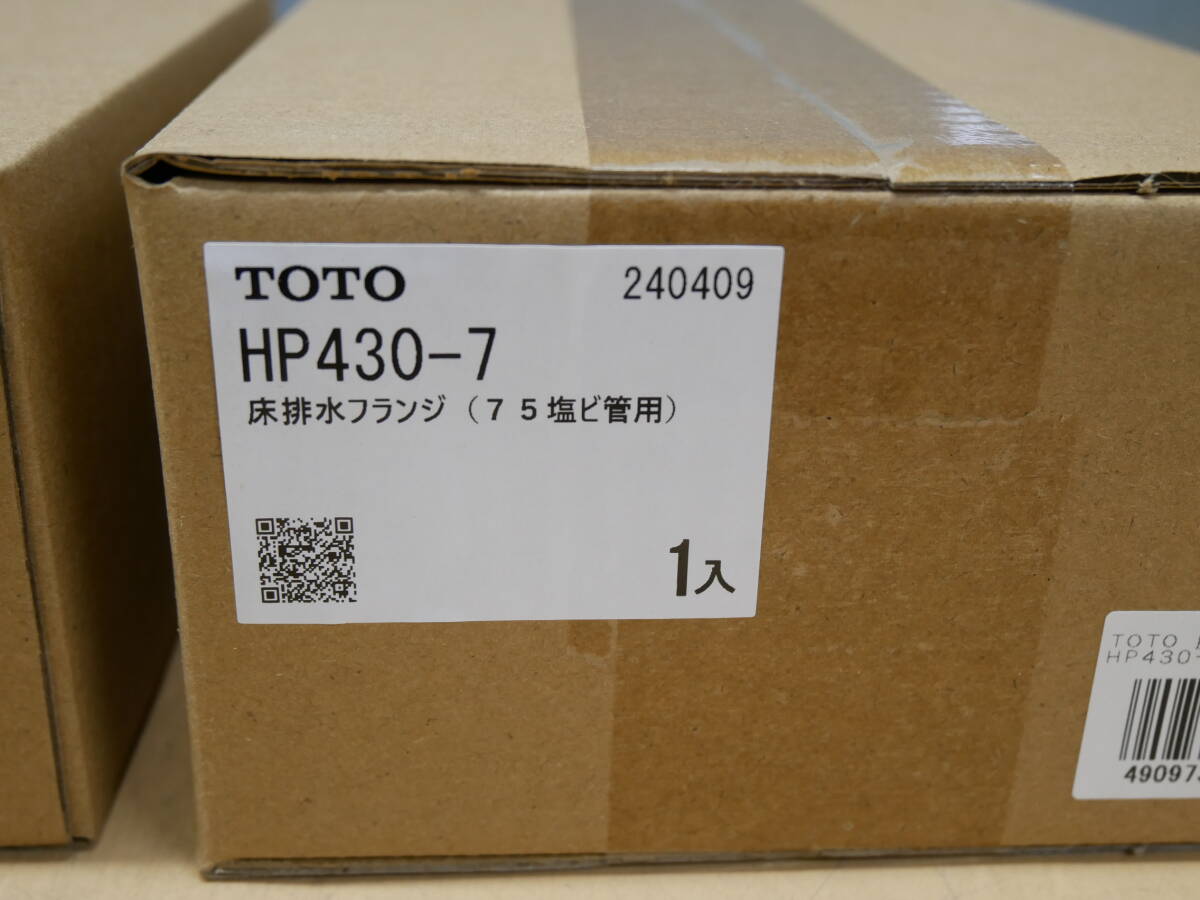 TOTO 240409
HP430-7
床排水フランジ（７５塩ビ管用）
1入
TOTO
HP430-
49097